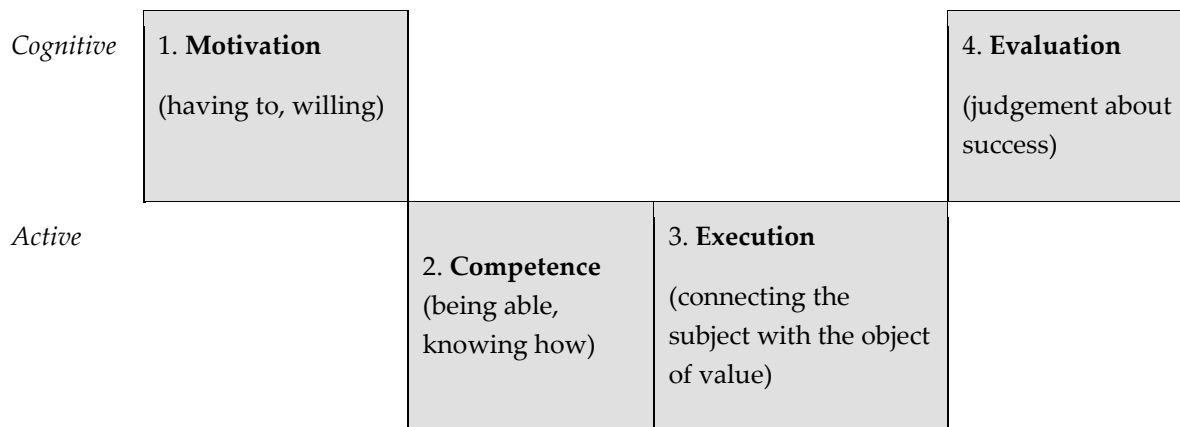 Cognitive
1. Motivation
(having to, willing)
4. Evaluation
(judgement about
success)
Active
2. Competence
(being able,
knowing how)
3. Execution
(connecting the
subject with the object
of value)